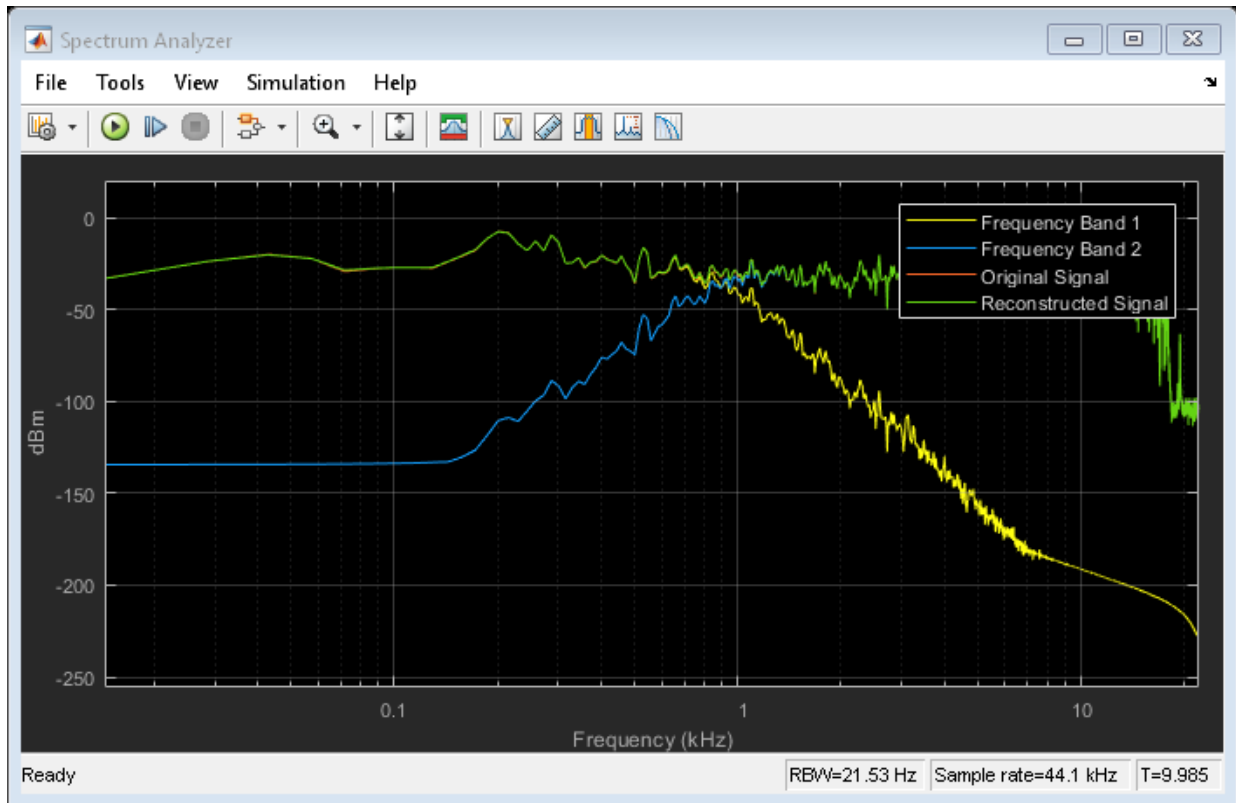 Spectrum Analyzer
File Tools View Simulation Help
Frequency Band 1
Frequency Band 2
Original Signal
Reconstructed Signal
0
-50
-100
-150
-200
-250
dBm
0.1 1 10
Frequency (kHz)
Ready RBW=21.53 Hz Sample rate=44.1 kHz T=9.985